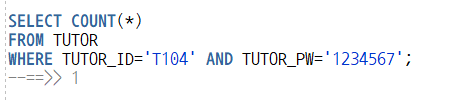 SELECT COUNT(*)
FROM TUTOR
WHERE TUTOR_ID='T104' AND TUTOR_PW='1234567';
--==>> 1